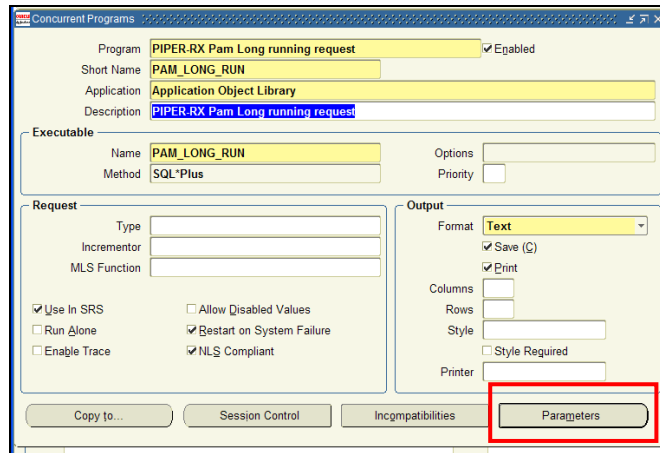 Concurrent Programs
Program PIPER-RX Pam Long running request Enabled
Short Name PAM_LONG_RUN
Application Application Object Library
Description PIPER-RX Pam Long running request
Executable
Name PAM_LONG_RUN Options
Method SQL*Plus Priority
Request Output
Type Format Text
Incrementor Save (C)
MLS Function Print
Columns
Use In SRS Allow Disabled Values Rows
Run Alone Restart on System Failure Style
Enable Trace NLS Compliant Style Required
Printer
Copy to... Session Control Incompatibilities Parameters